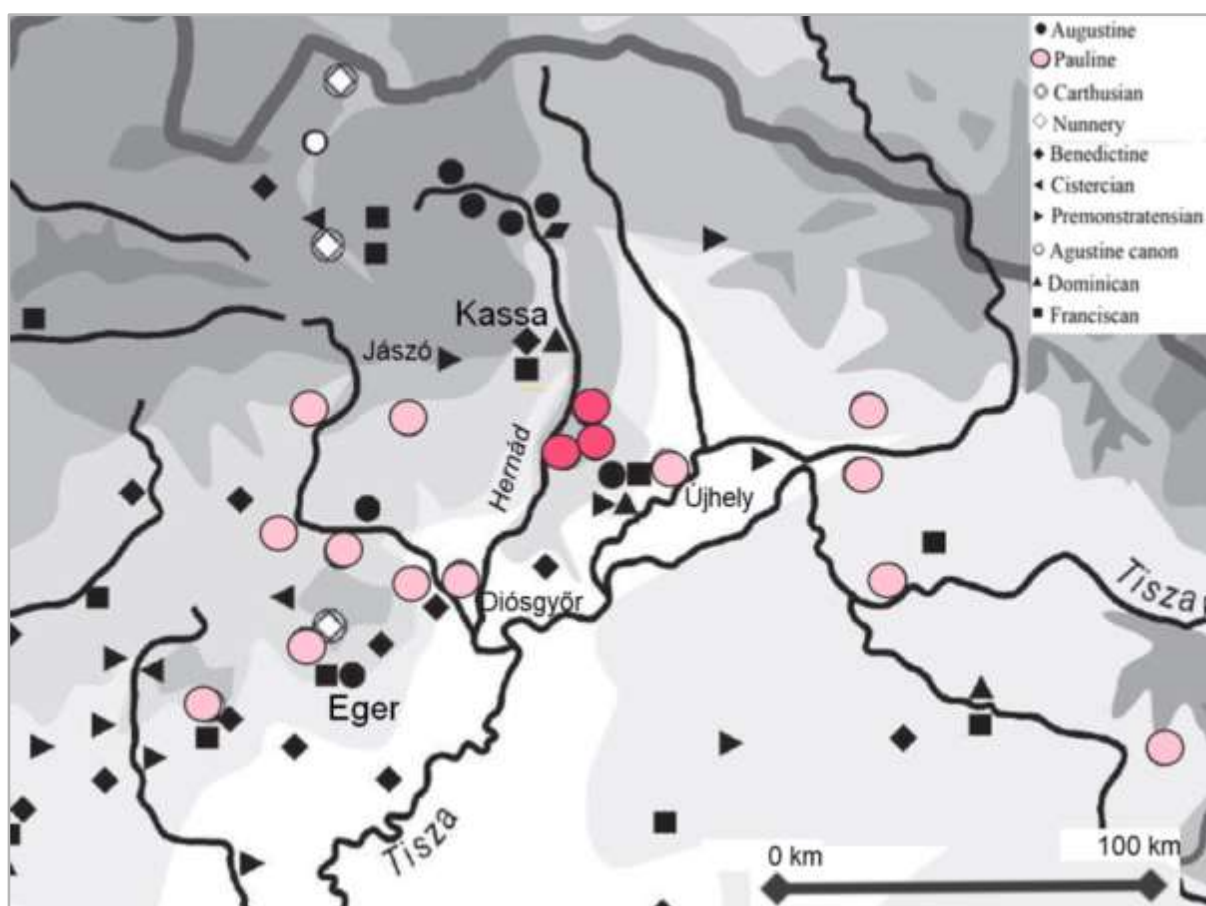 Augustine
Pauline
Carthusian
Nunnery
Benedictine
Cistercian
Premonstratensian
Agustine canon
Dominican
Franciscan
Kassa
Jászó
Hernád
Újhely
Diósgyőr
Tisza
Eger
Tisza
0 km
100 km